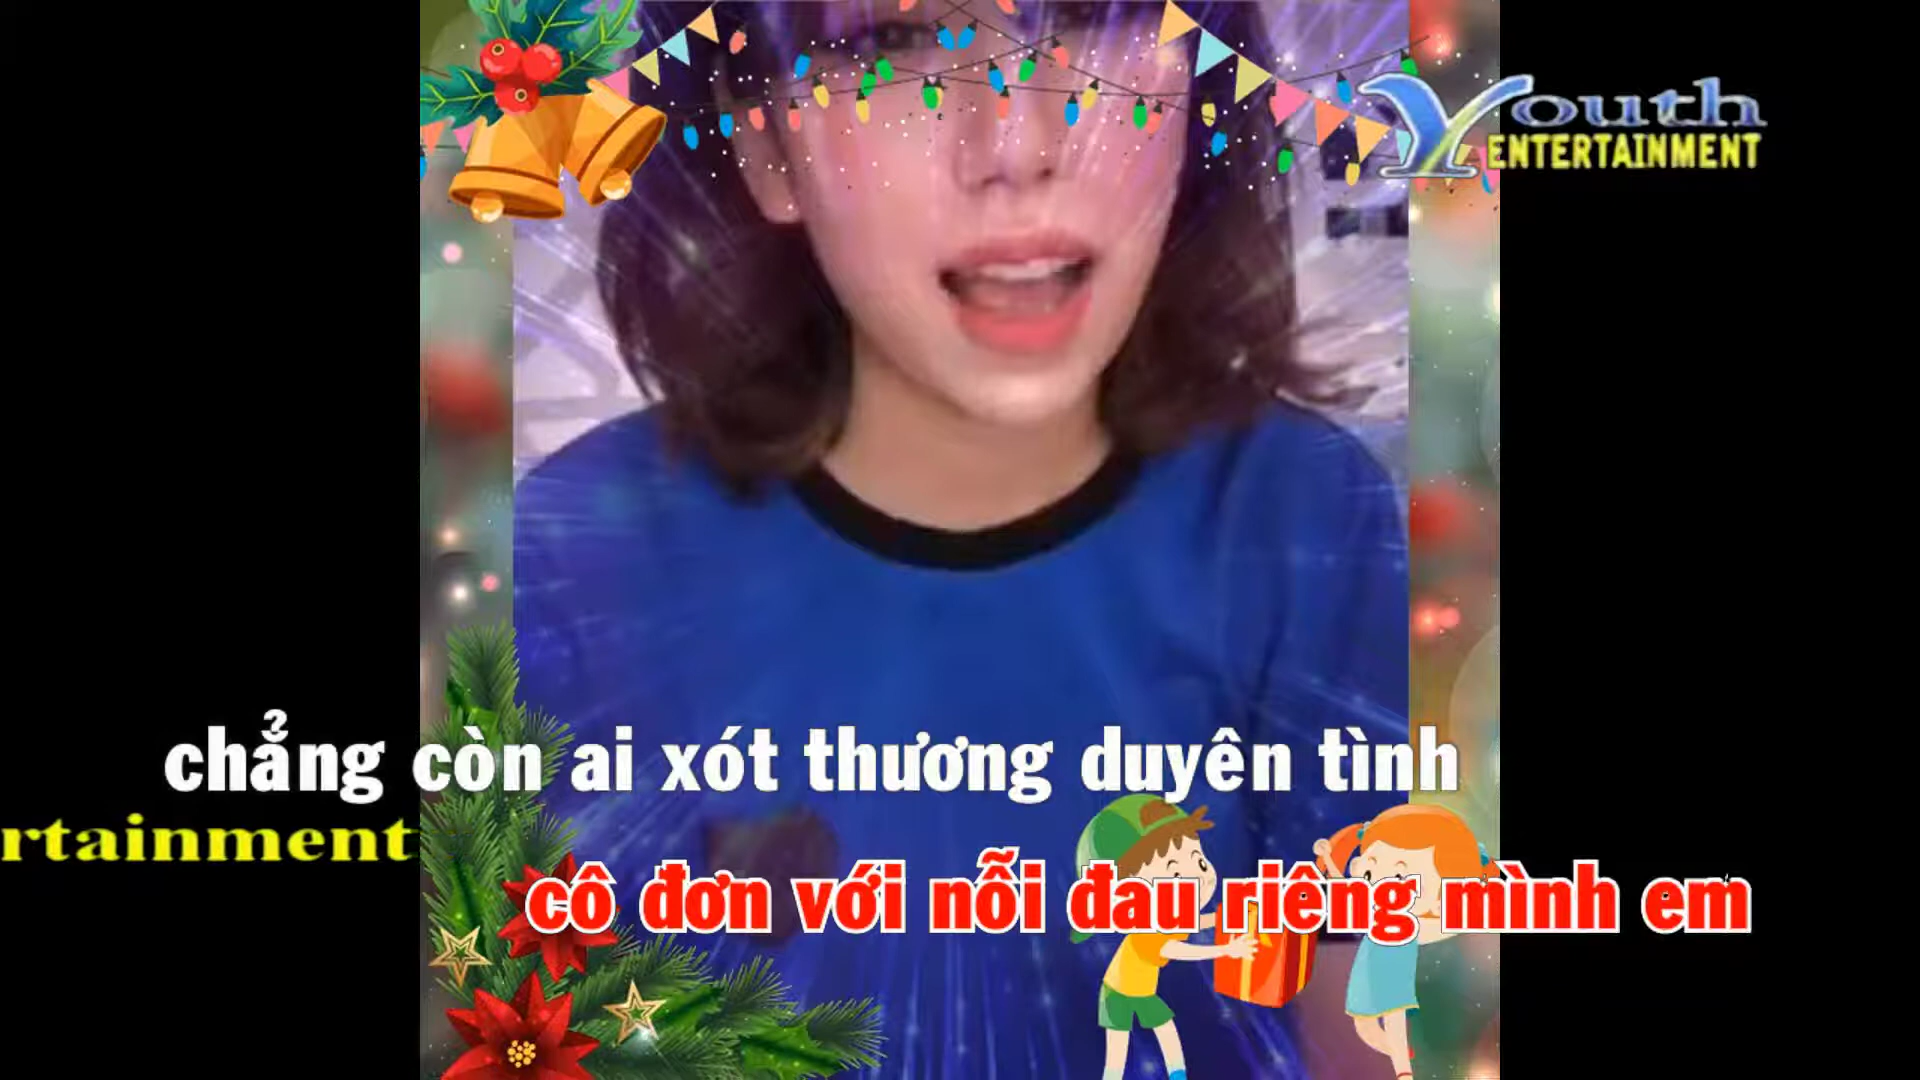 Youth
ENTERTAINMENT
chẳng còn ai xót thương duyên tình
rtainment
cô đơn với nỗi đau riêng mình em